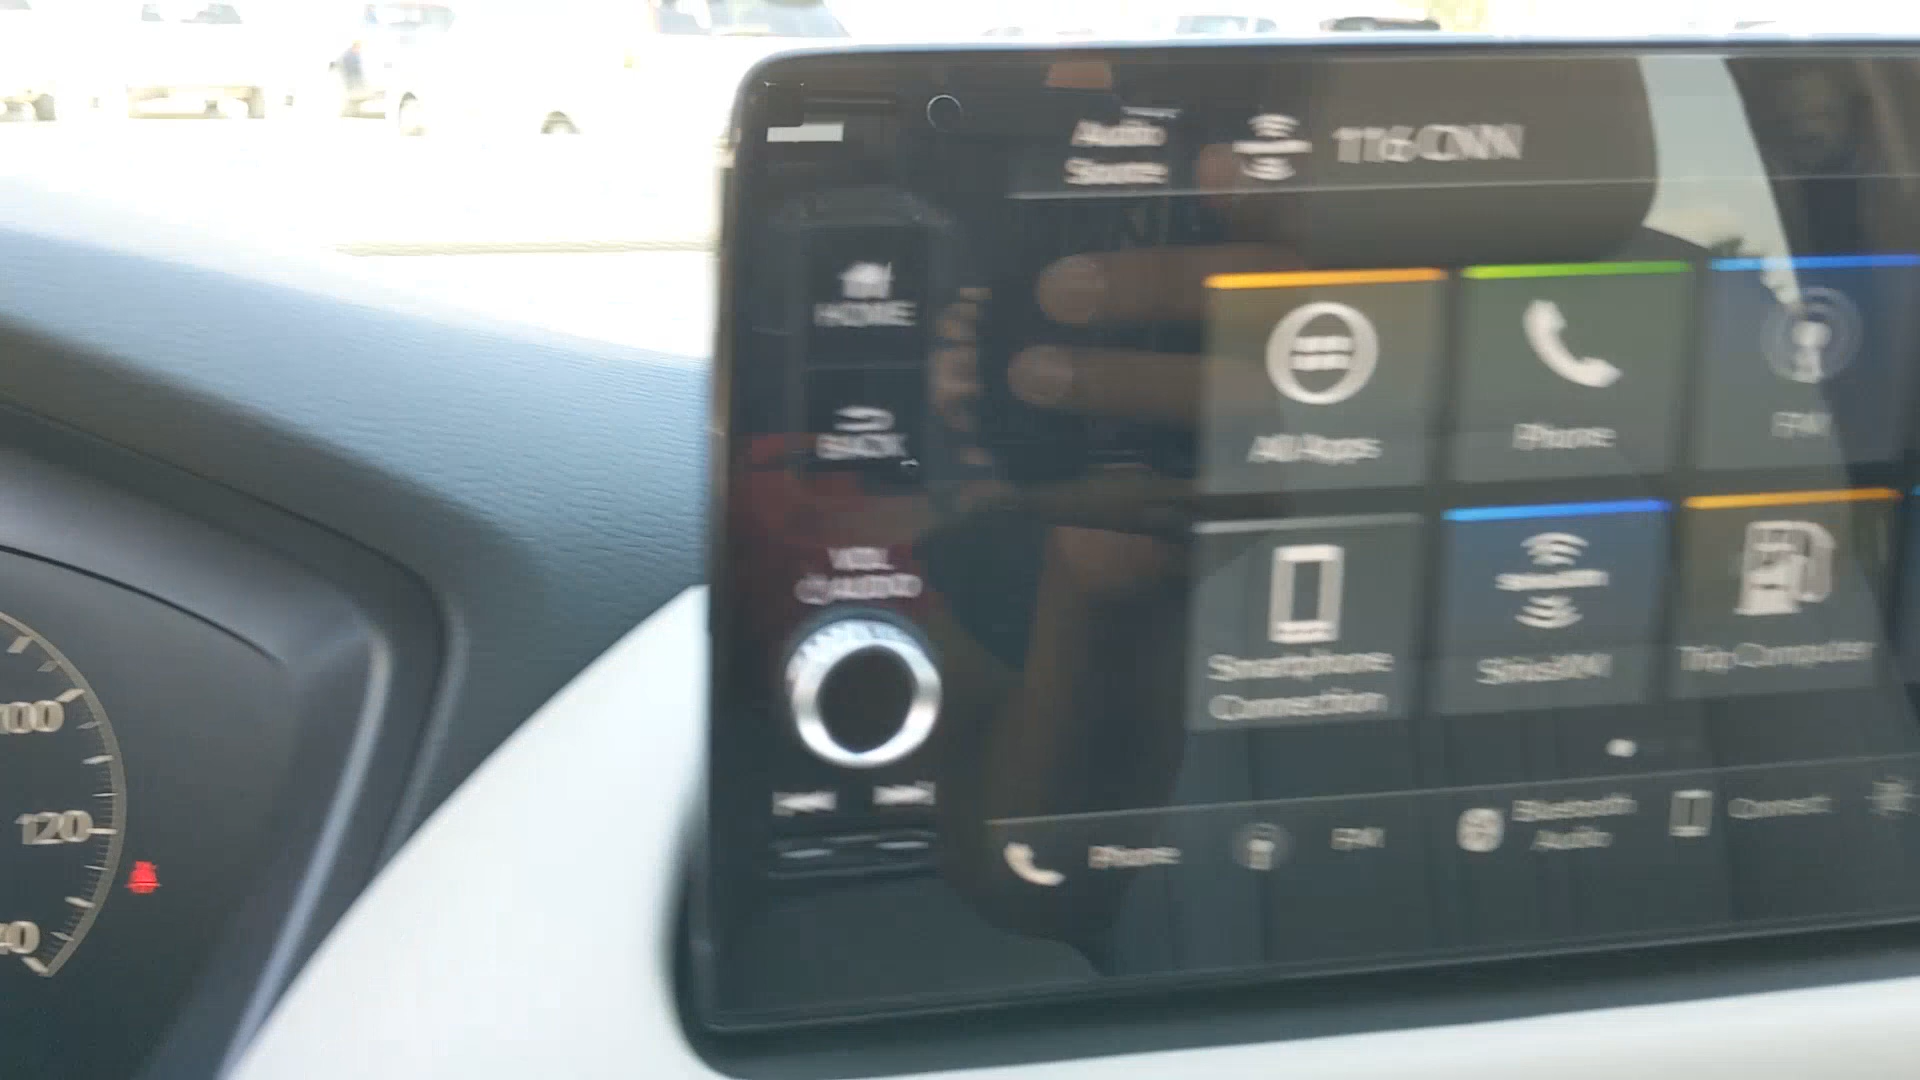 Audio
Source
116 CNN
HOME
BACK
VOL
AUDIO
All Apps
Phone
FM
Smartphone
Connection
SiriusXM
SiriusXM
Trip Computer
Phone
FM
Bluetooth
Audio
Connect
100
120